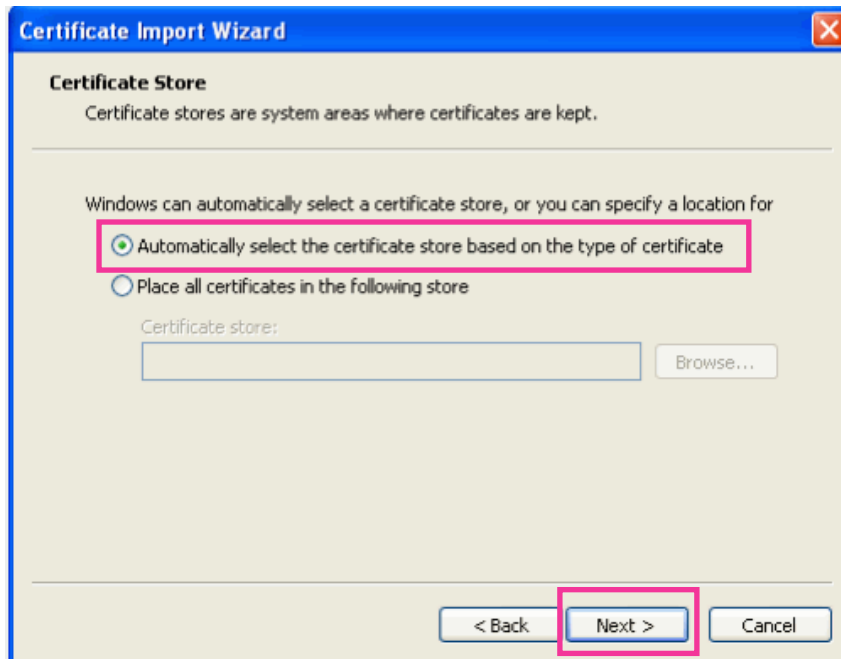 Certificate Import Wizard
Certificate Store
Certificate stores are system areas where certificates are kept.
Windows can automatically select a certificate store, or you can specify a location for
Automatically select the certificate store based on the type of certificate
Place all certificates in the following store
Certificate store:
Browse...
< Back Next > Cancel